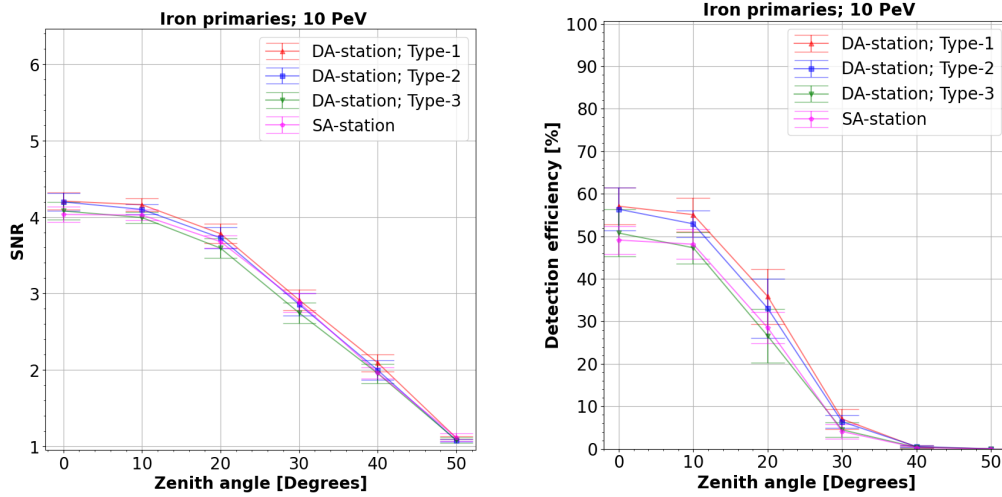 Iron primaries; 10 PeV
DA-station; Type-1
DA-station; Type-2
DA-station; Type-3
SA-station
6
5
4
3
2
1
SNR
0 10 20 30 40 50
Zenith angle [Degrees]
Iron primaries; 10 PeV
DA-station; Type-1
DA-station; Type-2
DA-station; Type-3
SA-station
100
90
80
70
60
50
40
30
20
10
0
Detection efficiency [%]
0 10 20 30 40 50
Zenith angle [Degrees]